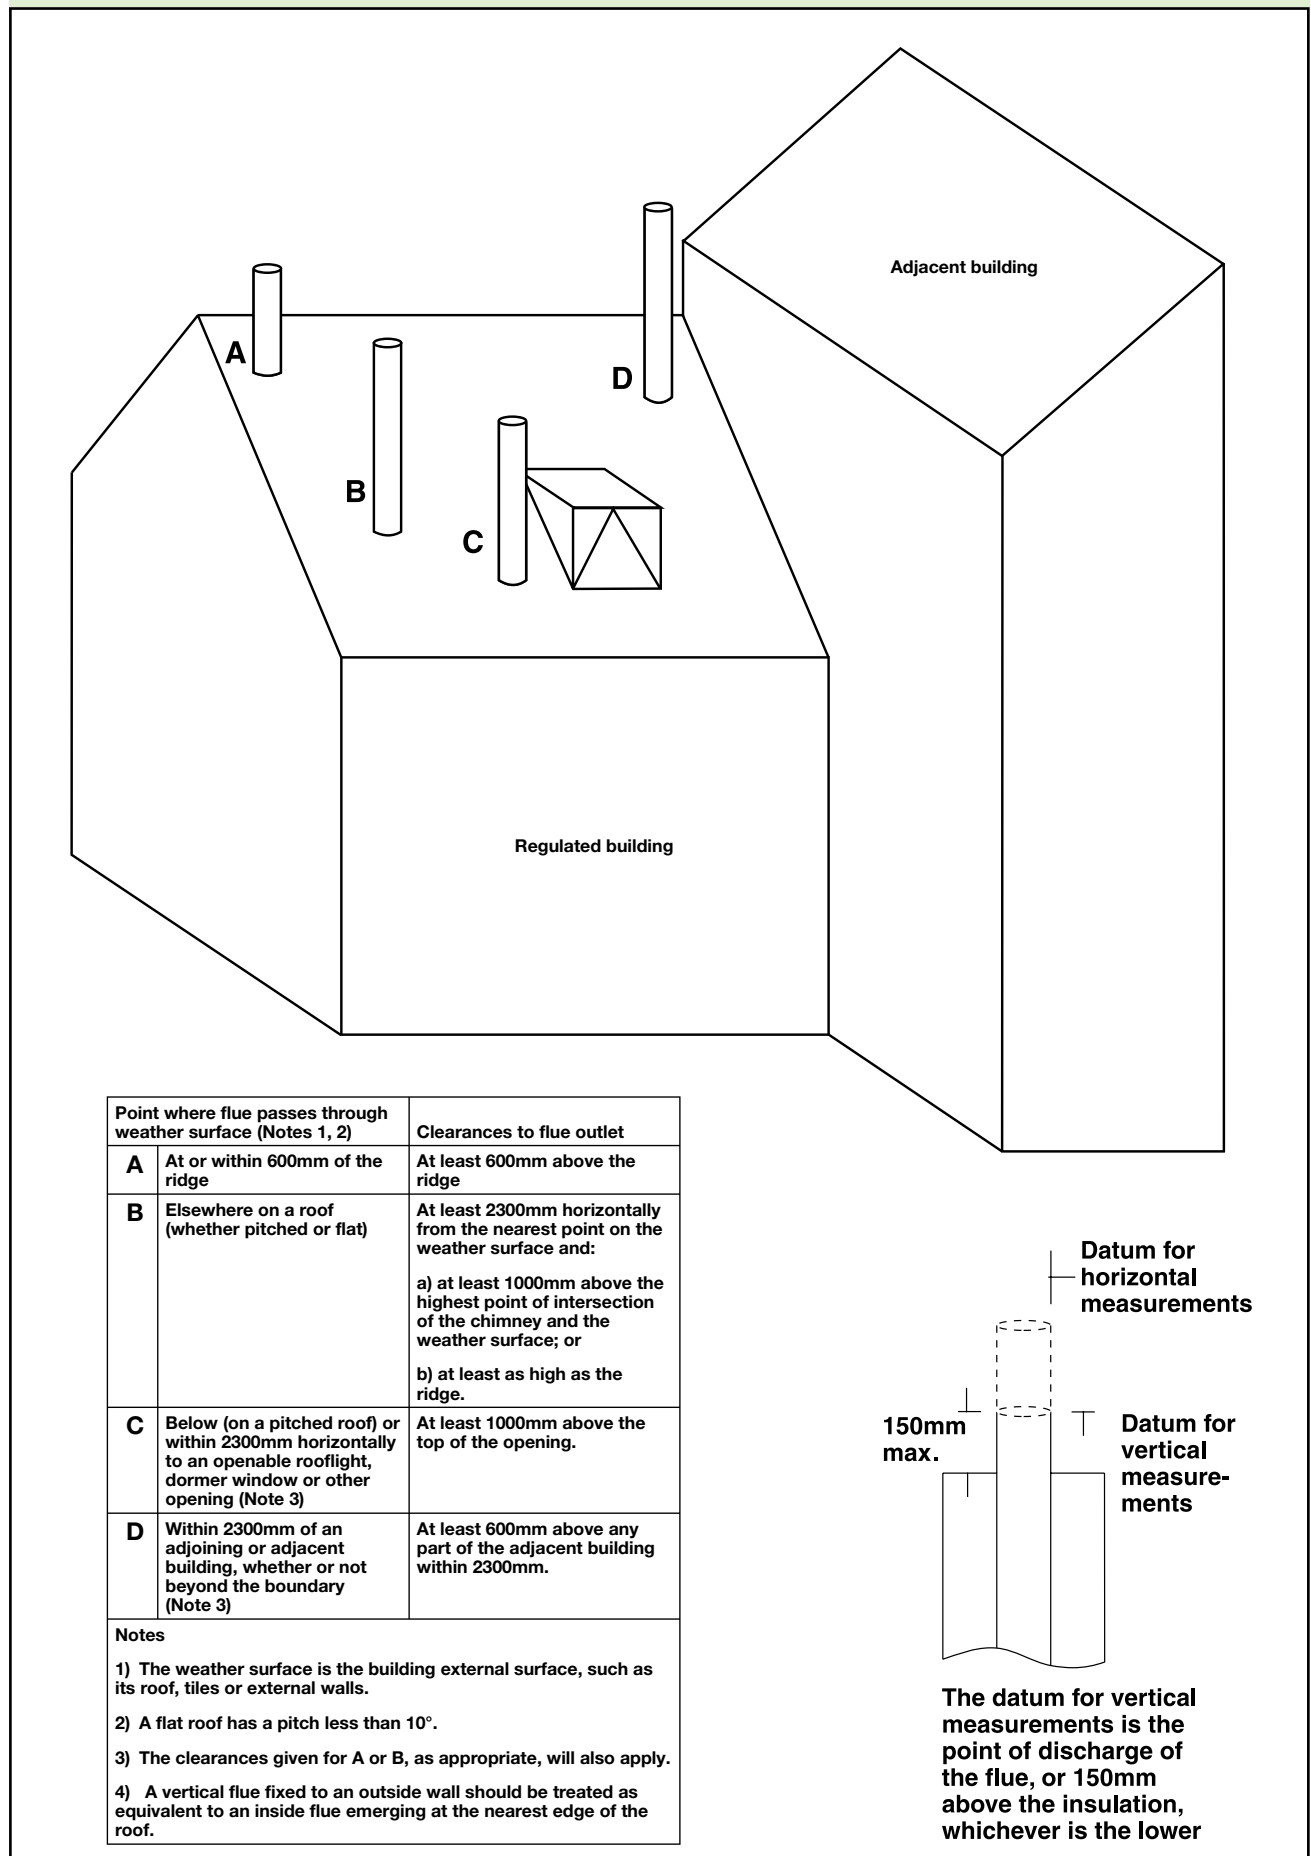 Adjacent building
A
D
B
C
Regulated building
Point where flue passes through
weather surface (Notes 1, 2)
Clearances to flue outlet
A
At or within 600mm of the
ridge
At least 600mm above the
ridge
B
Elsewhere on a roof
(whether pitched or flat)
At least 2300mm horizontally
from the nearest point on the
weather surface and:
a) at least 1000mm above the
highest point of intersection
of the chimney and the
weather surface; or
b) at least as high as the
ridge.
C
Below (on a pitched roof) or
within 2300mm horizontally
to an openable rooflight,
dormer window or other
opening (Note 3)
At least 1000mm above the
top of the opening.
D
Within 2300mm of an
adjoining or adjacent
building, whether or not
beyond the boundary
(Note 3)
At least 600mm above any
part of the adjacent building
within 2300mm.
Notes
1) The weather surface is the building external surface, such as
its roof, tiles or external walls.
2) A flat roof has a pitch less than 10°.
3) The clearances given for A or B, as appropriate, will also apply.
4) A vertical flue fixed to an outside wall should be treated as
equivalent to an inside flue emerging at the nearest edge of the
roof.
Datum for
horizontal
measurements
150mm
max.
Datum for
vertical
measure-
ments
The datum for vertical
measurements is the
point of discharge of
the flue, or 150mm
above the insulation,
whichever is the lower